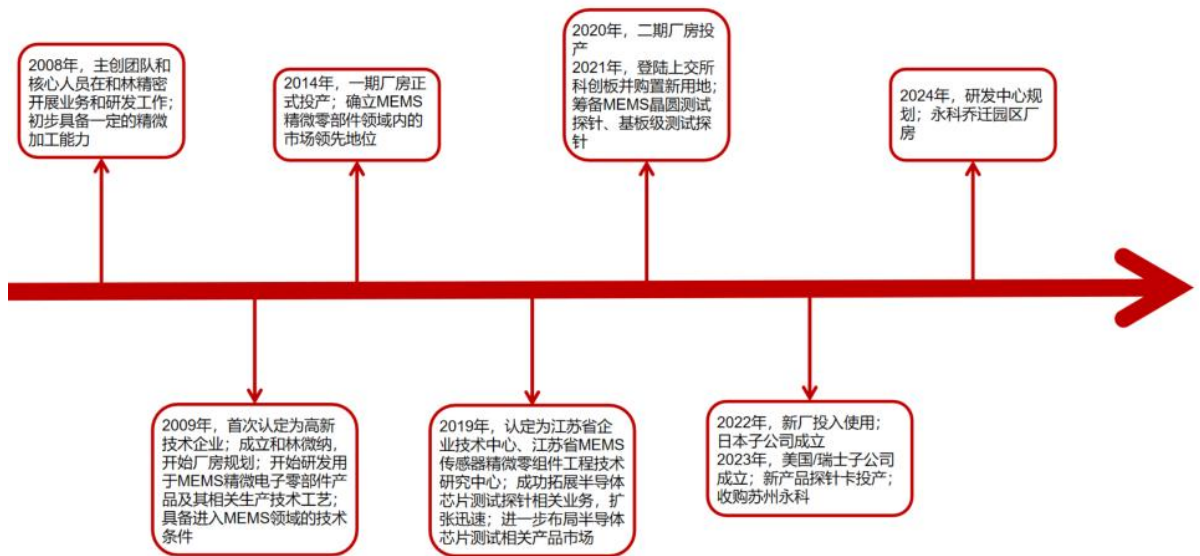 2008年，主创团队和
核心人员在和林精密
开展业务和研发工作；
初步具备一定的精微
加工能力
2009年，首次认定为高新
技术企业；成立和林微纳，
开始厂房规划；开始研发用
于MEMS精微电子零部件产
品及其相关生产技术工艺；
具备进入MEMS领域的技术
条件
2014年，一期厂房正
式投产；确立MEMS
精微零部件领域内的
市场领先地位
2019年，认定为江苏省企
业技术中心、江苏省MEMS
传感器精微零组件工程技术
研究中心；成功拓展半导体
芯片测试探针相关业务，扩
张迅速；进一步布局半导体
芯片测试相关产品市场
2020年，二期厂房投
产
2021年，登陆上交所
科创板并购置新用地；
筹备MEMS晶圆测试
探针、基板级测试探
针
2022年，新厂投入使用；
日本子公司成立
2023年，美国/瑞士子公司
成立；新产品探针卡投产；
收购苏州永科
2024年，研发中心规
划；永科乔迁园区厂
房